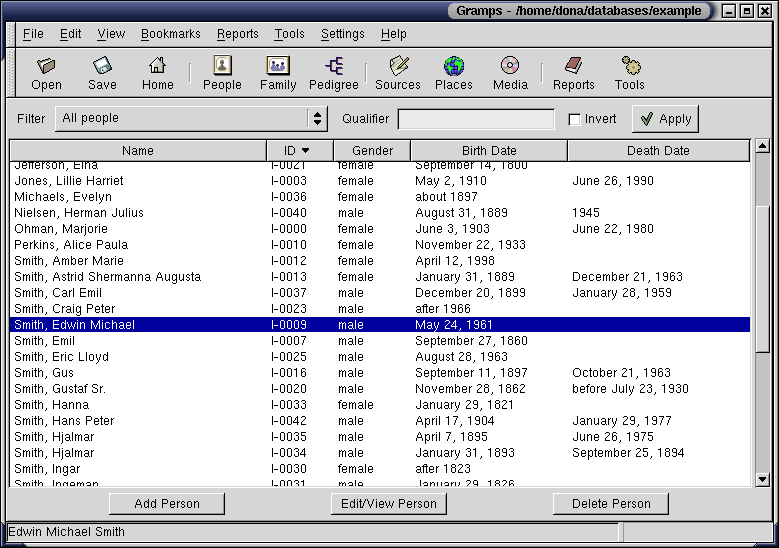 Gramps - /home/dona/databases/example
File Edit View Bookmarks Reports Tools Settings Help
Open Save Home People Family Pedigree Sources Places Media Reports Tools
Filter All people Qualifier Invert Apply
Name ID Gender Birth Date Death Date
Jefferson, Elna I-0021 female September 14, 1800
Jones, Lillie Harriet I-0003 female May 2, 1910 June 26, 1990
Michaels, Evelyn I-0036 female about 1897
Nielsen, Herman Julius I-0040 male August 31, 1889 1945
Ohman, Marjorie I-0000 female June 3, 1903 June 22, 1980
Perkins, Alice Paula I-0010 female November 22, 1933
Smith, Amber Marie I-0012 female April 12, 1998
Smith, Astrid Shermanna Augusta I-0013 female January 31, 1889 December 21, 1963
Smith, Carl Emil I-0037 male December 20, 1899 January 28, 1959
Smith, Craig Peter I-0023 male after 1966
Smith, Edwin Michael I-0009 male May 24, 1961
Smith, Emil I-0007 male September 27, 1860
Smith, Eric Lloyd I-0025 male August 28, 1963
Smith, Gus I-0016 male September 11, 1897 October 21, 1963
Smith, Gustaf Sr. I-0020 male November 28, 1862 before July 23, 1930
Smith, Hanna I-0033 female January 29, 1821
Smith, Hans Peter I-0042 male April 17, 1904 January 29, 1977
Smith, Hjalmar I-0035 male April 7, 1895 June 26, 1975
Smith, Hjalmar I-0034 male January 31, 1893 September 25, 1894
Smith, Ingar I-0030 female after 1823
Smith, Ingeman I-0031 male January 29, 1826
Add Person Edit/View Person Delete Person
Edwin Michael Smith